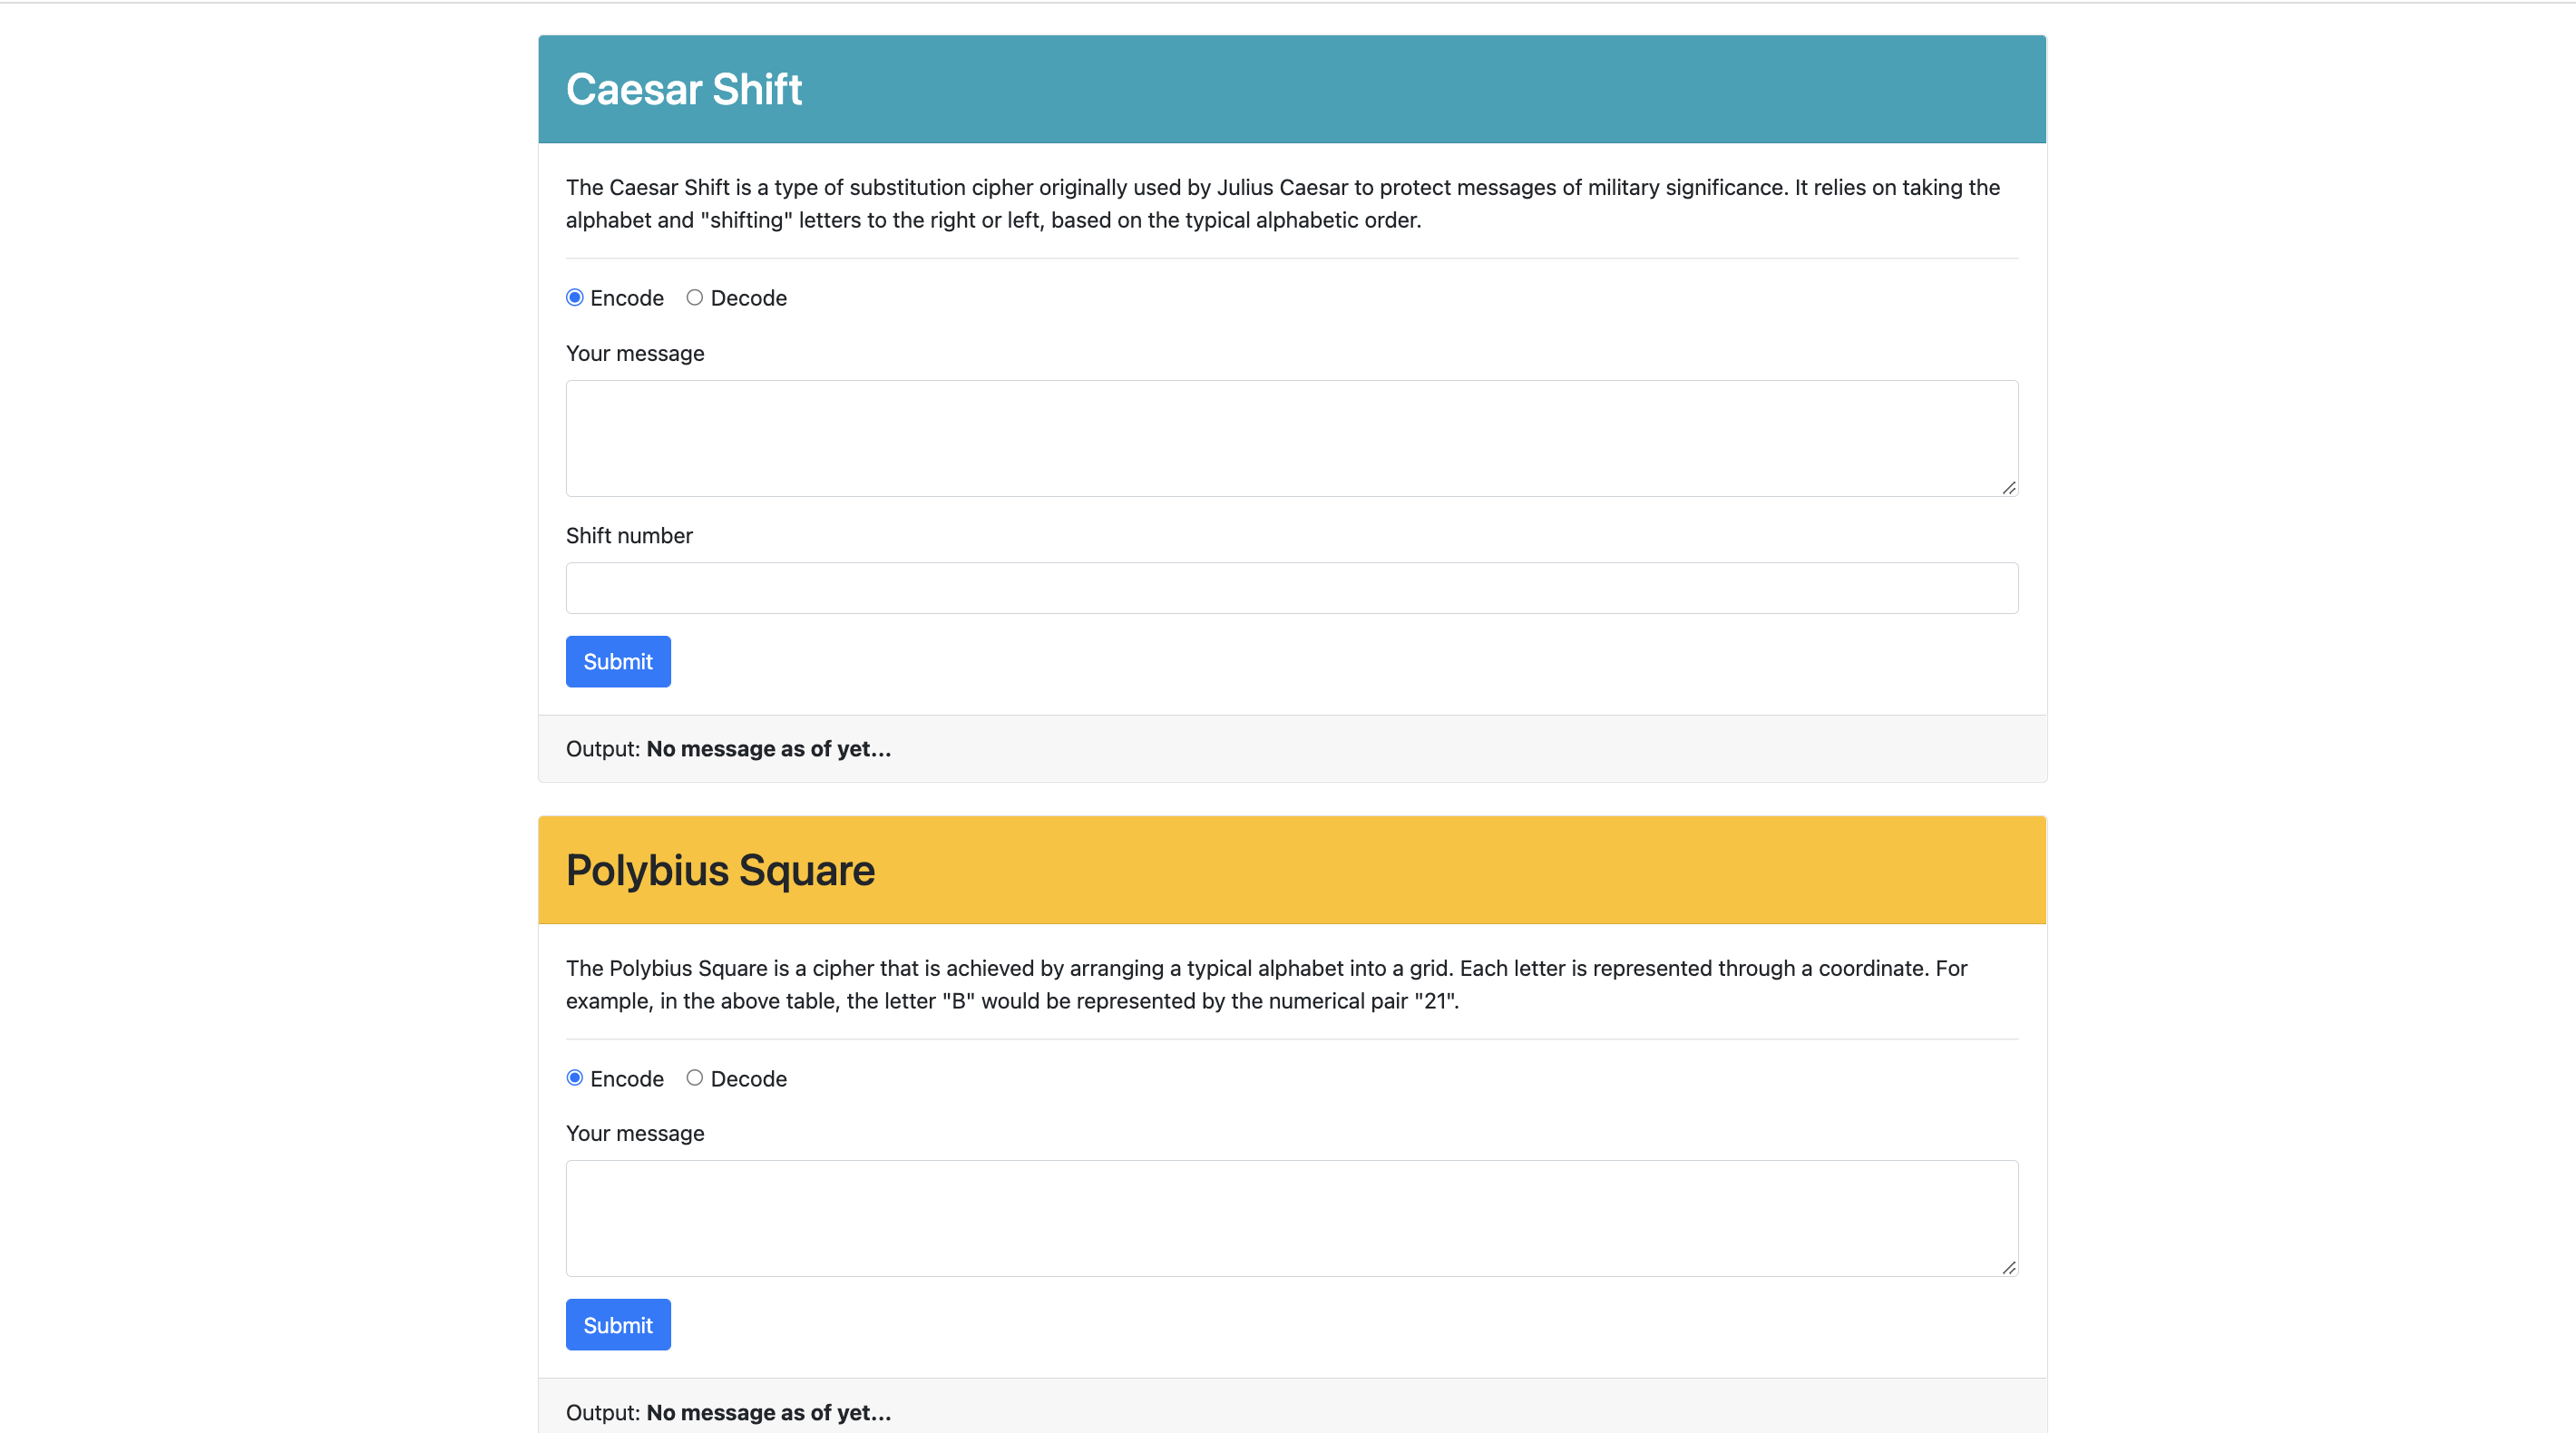 Caesar Shift
The Caesar Shift is a type of substitution cipher originally used by Julius Caesar to protect messages of military significance. It relies on taking the
alphabet and "shifting" letters to the right or left, based on the typical alphabetic order.
Encode Decode
Your message
Shift number
Submit
Output: No message as of yet...
Polybius Square
The Polybius Square is a cipher that is achieved by arranging a typical alphabet into a grid. Each letter is represented through a coordinate. For
example, in the above table, the letter "B" would be represented by the numerical pair "21".
Encode Decode
Your message
Submit
Output: No message as of yet...